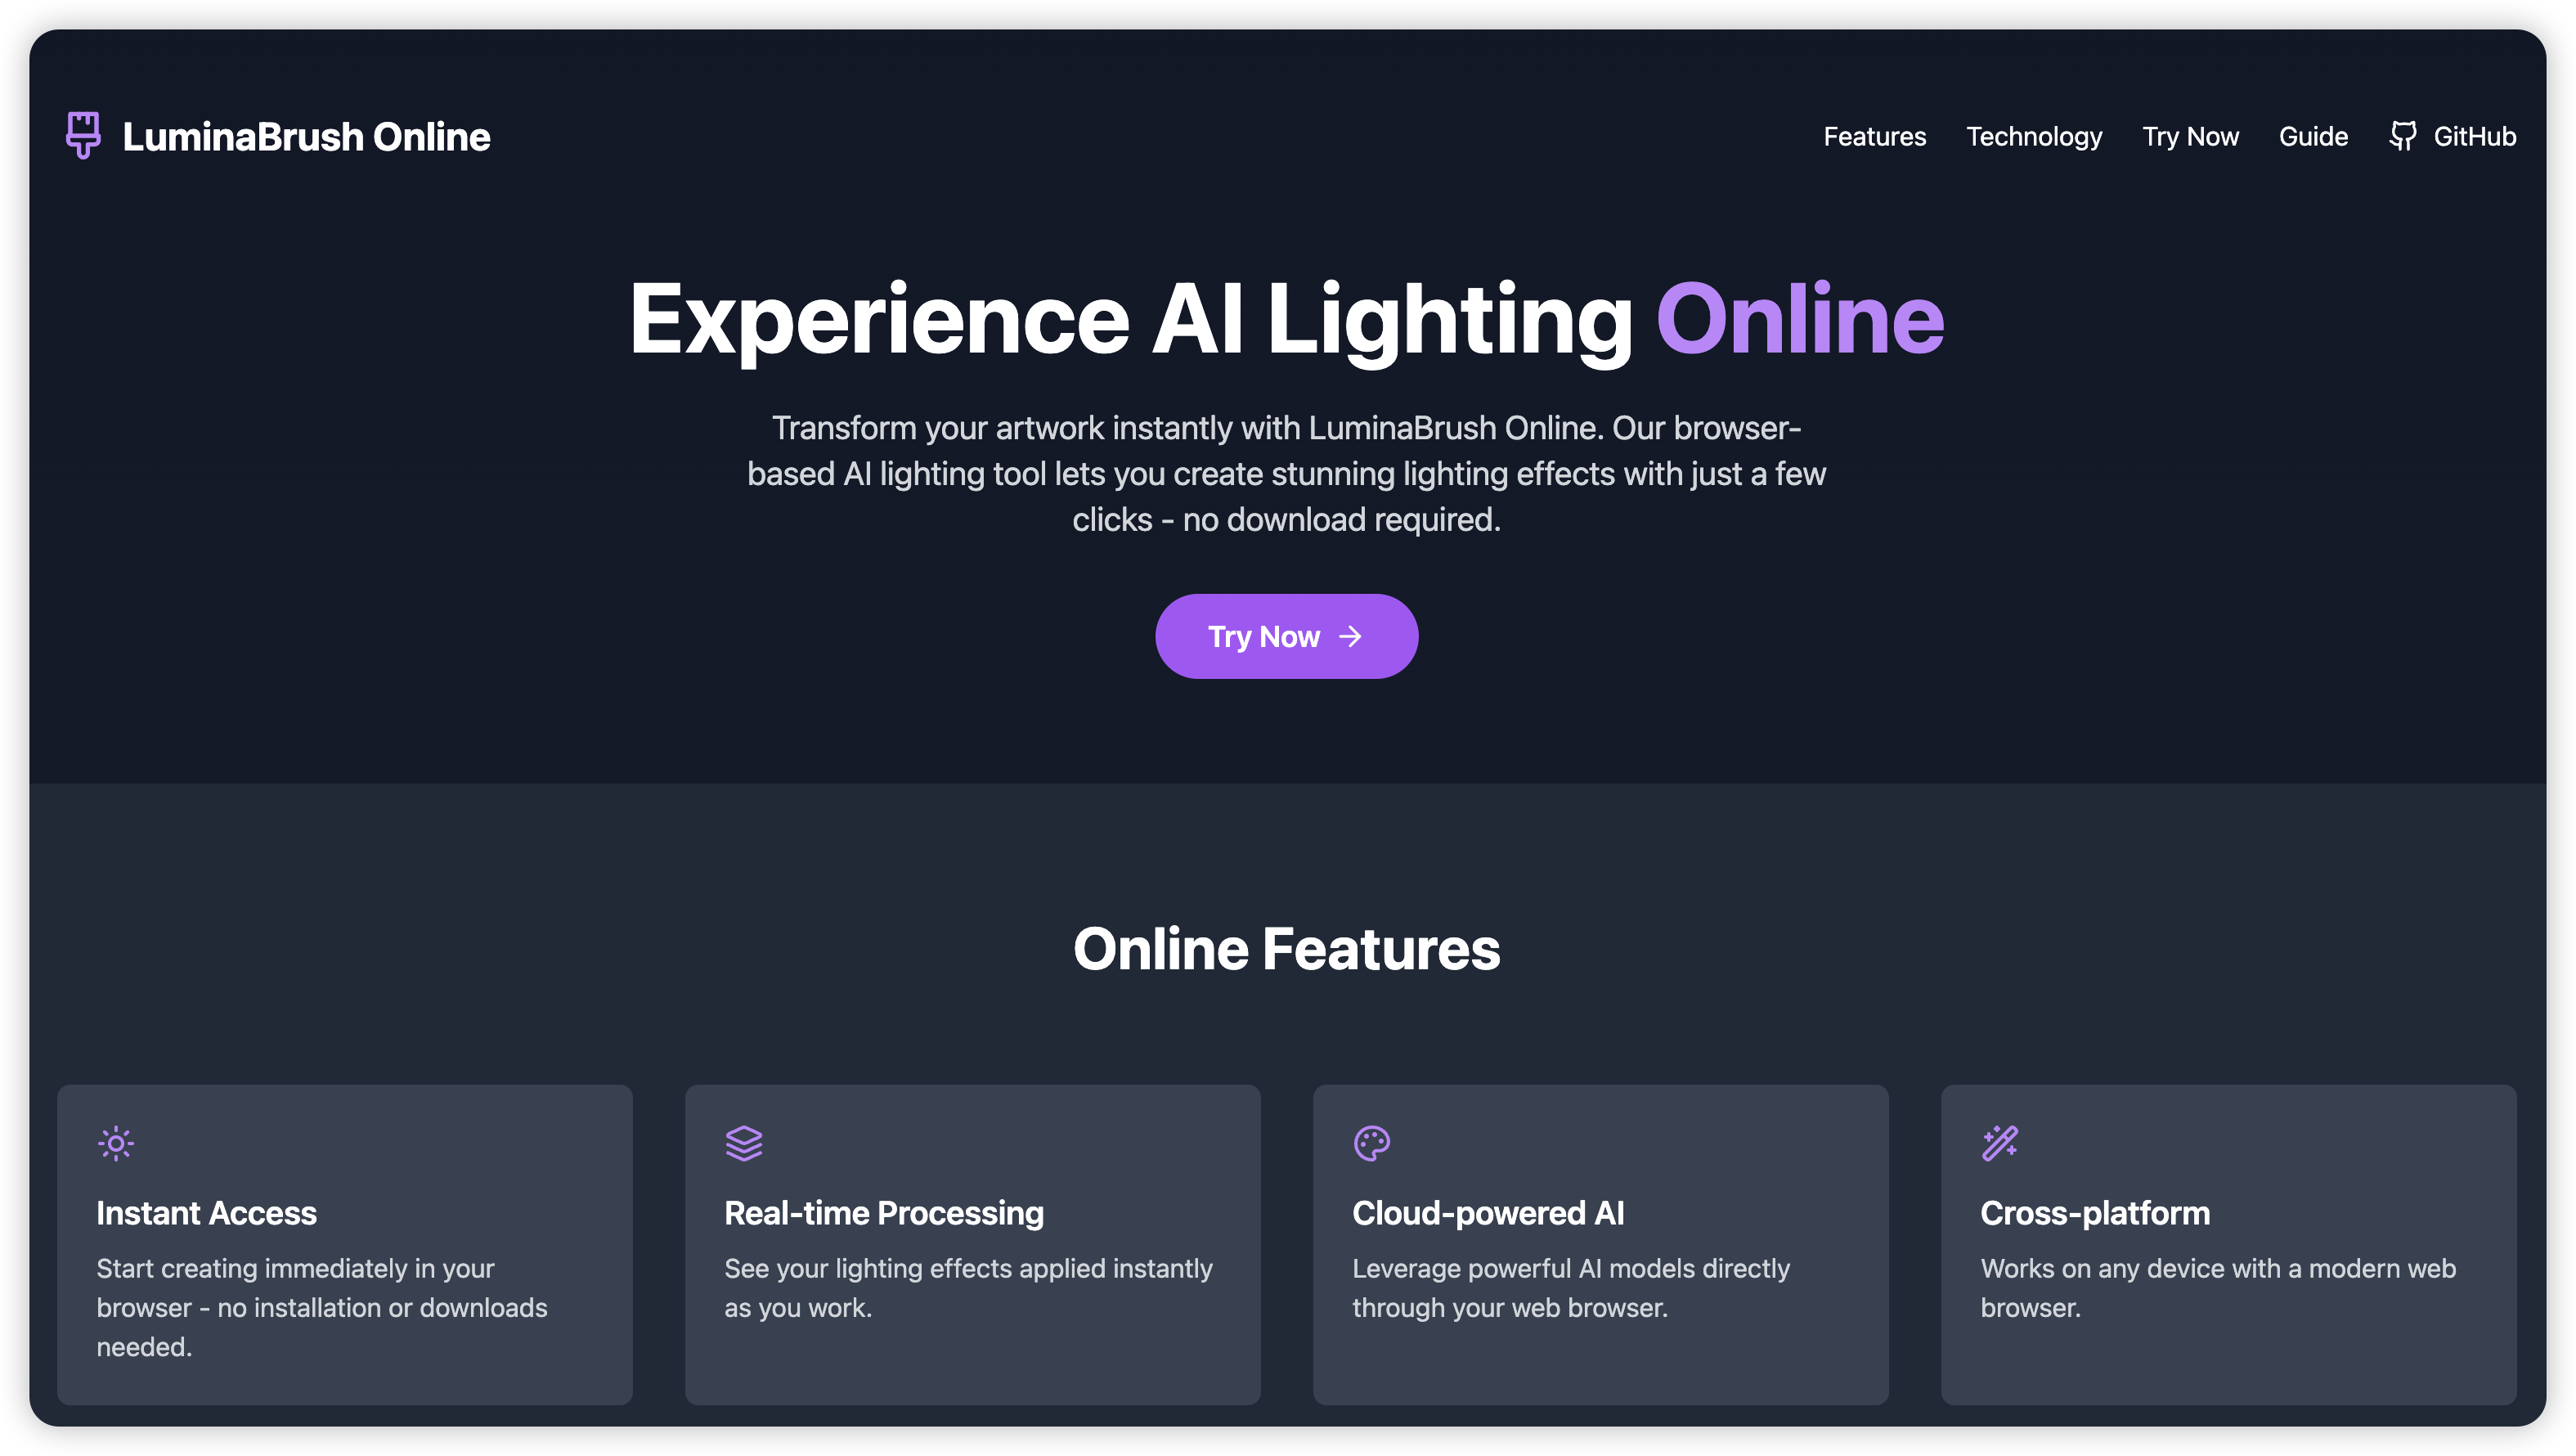 LuminaBrush Online
Features
Technology
Try Now
Guide
GitHub
Experience AI Lighting Online
Transform your artwork instantly with LuminaBrush Online. Our browser-
based AI lighting tool lets you create stunning lighting effects with just a few
clicks - no download required.
Try Now
Online Features
Instant Access
Start creating immediately in your
browser - no installation or downloads
needed.
Real-time Processing
See your lighting effects applied instantly
as you work.
Cloud-powered AI
Leverage powerful AI models directly
through your web browser.
Cross-platform
Works on any device with a modern web
browser.